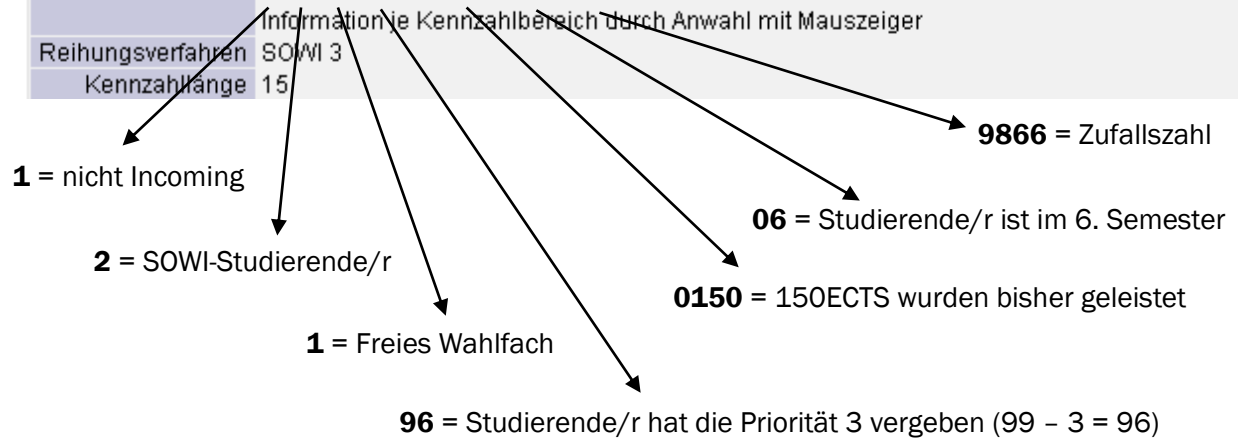 Information je Kennzahlbereich durch Anwahl mit Mauszeiger
Reihungsverfahren SOWI 3
Kennzahllänge 15
9866 = Zufallszahl
1 = nicht Incoming
06 = Studierende/r ist im 6. Semester
2 = SOWI-Studierende/r
0150 = 150ECTS wurden bisher geleistet
1 = Freies Wahlfach
96 = Studierende/r hat die Priorität 3 vergeben (99 – 3 = 96)